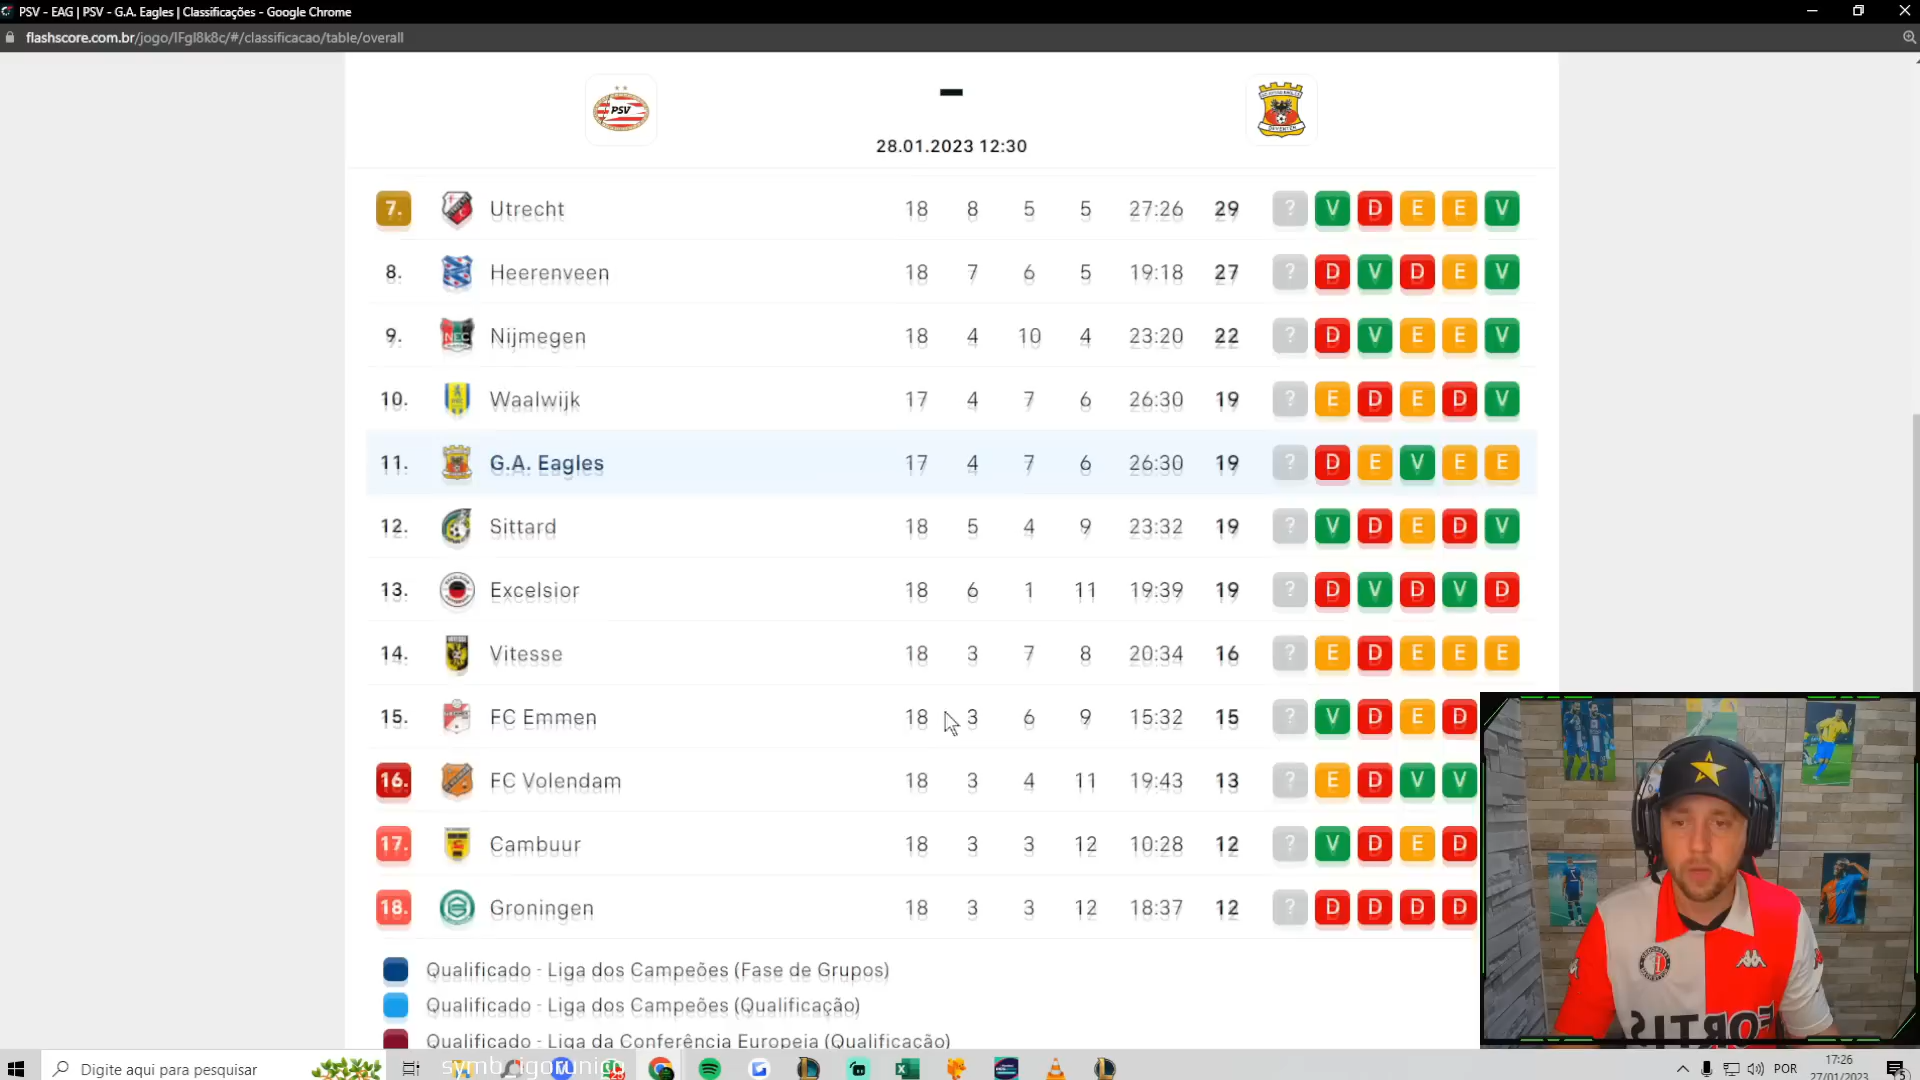 PSV - EAG | PSV - G.A. Eagles | Classificações - Google Chrome
flashscore.com.br/jogo/IFgI8k8c/#/classificacao/table/overall
PSV
28.01.2023 12:30
7. Utrecht 18 8 5 5 27:26 29 ? V D E E V
8. Heerenveen 18 7 6 5 19:18 27 ? D V D E V
9. Nijmegen 18 4 10 4 23:20 22 ? D V E E V
10. Waalwijk 17 4 7 6 26:30 19 ? E D E D V
11. G.A. Eagles 17 4 7 6 26:30 19 ? D E V E E
12. Sittard 18 5 4 9 23:32 19 ? V D E D V
13. Excelsior 18 6 1 11 19:39 19 ? D V D V D
14. Vitesse 18 3 7 8 20:34 16 ? E D E E E
15. FC Emmen 18 3 6 9 15:32 15 ? V D E D
16. FC Volendam 18 3 4 11 19:43 13 ? E D V V
17. Cambuur 18 3 3 12 10:28 12 ? V D E D
18. Groningen 18 3 3 12 18:37 12 ? D D D D
Qualificado - Liga dos Campeões (Fase de Grupos)
Qualificado - Liga dos Campeões (Qualificação)
Qualificado - Liga da Conferência Europeia (Qualificação)
Digite aqui para pesquisar
POR
17:26
27/01/2023